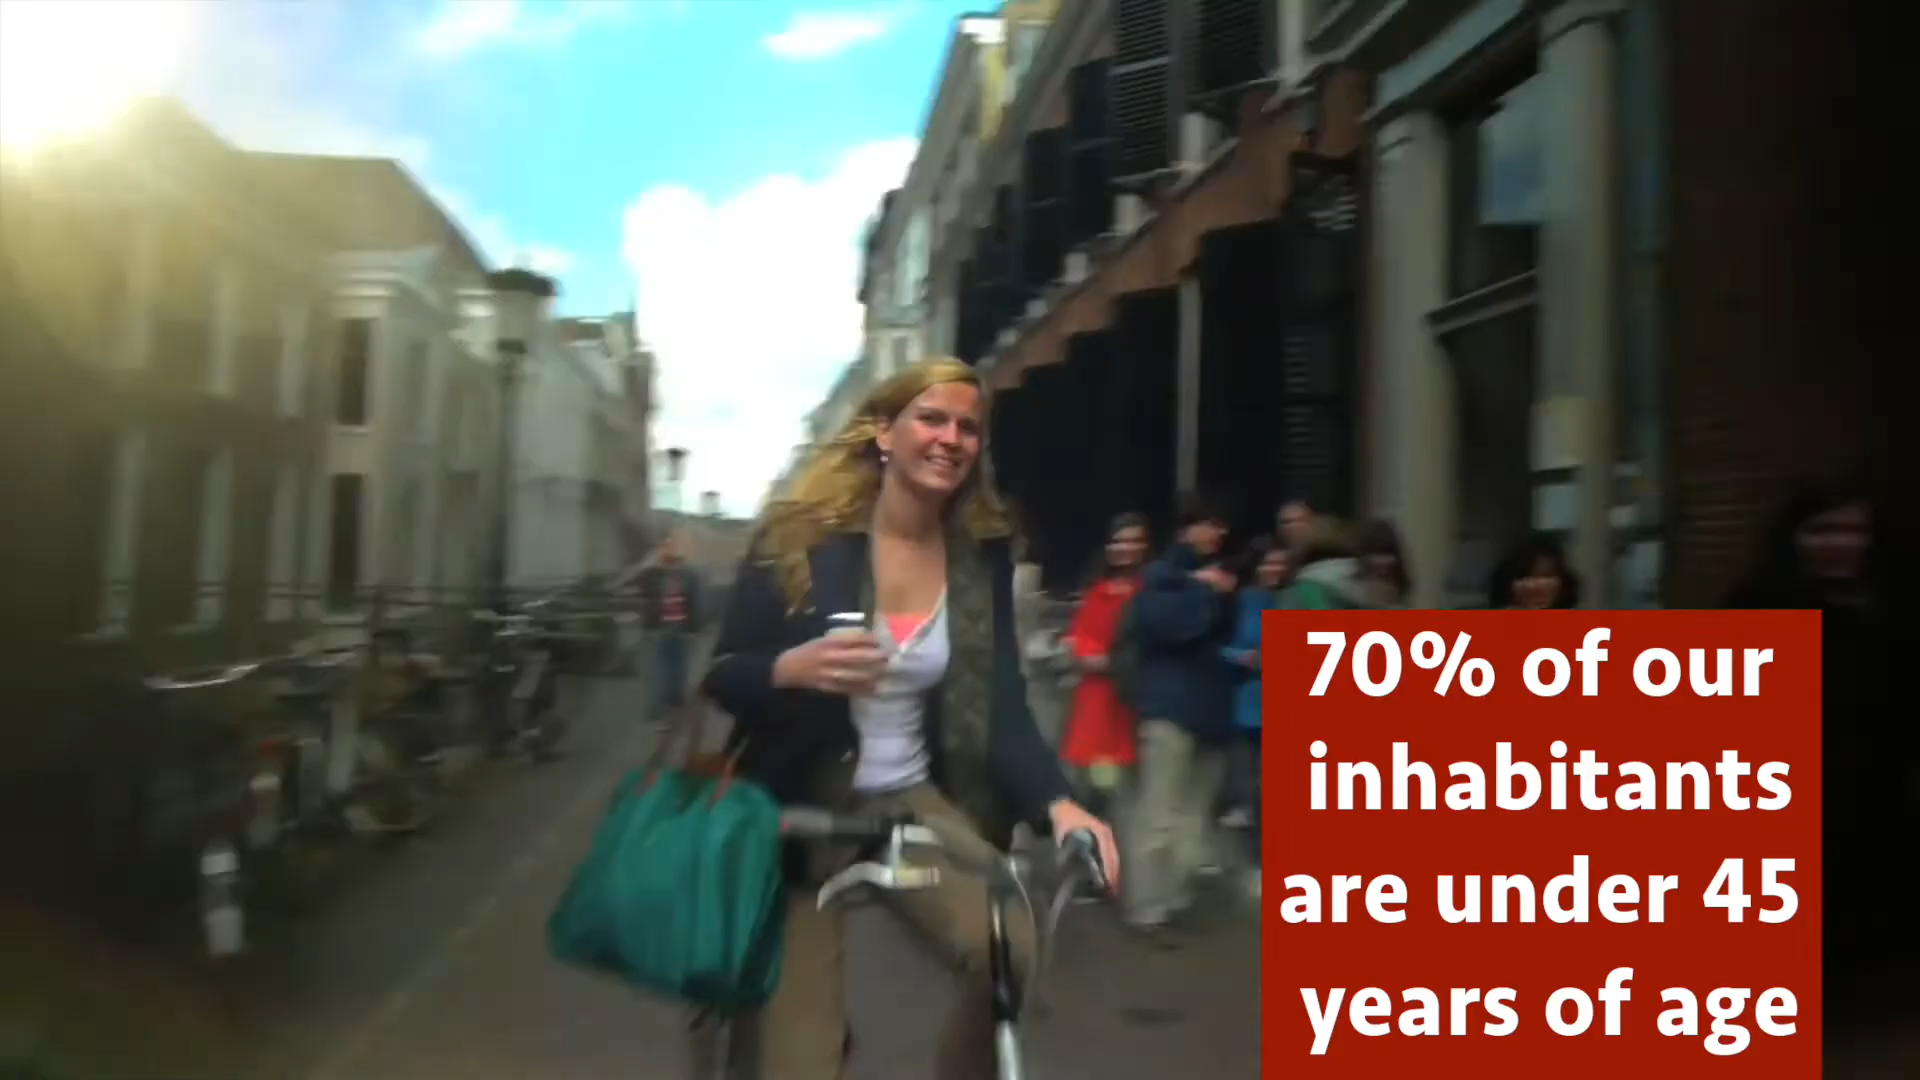 70% of our
inhabitants
are under 45
years of age